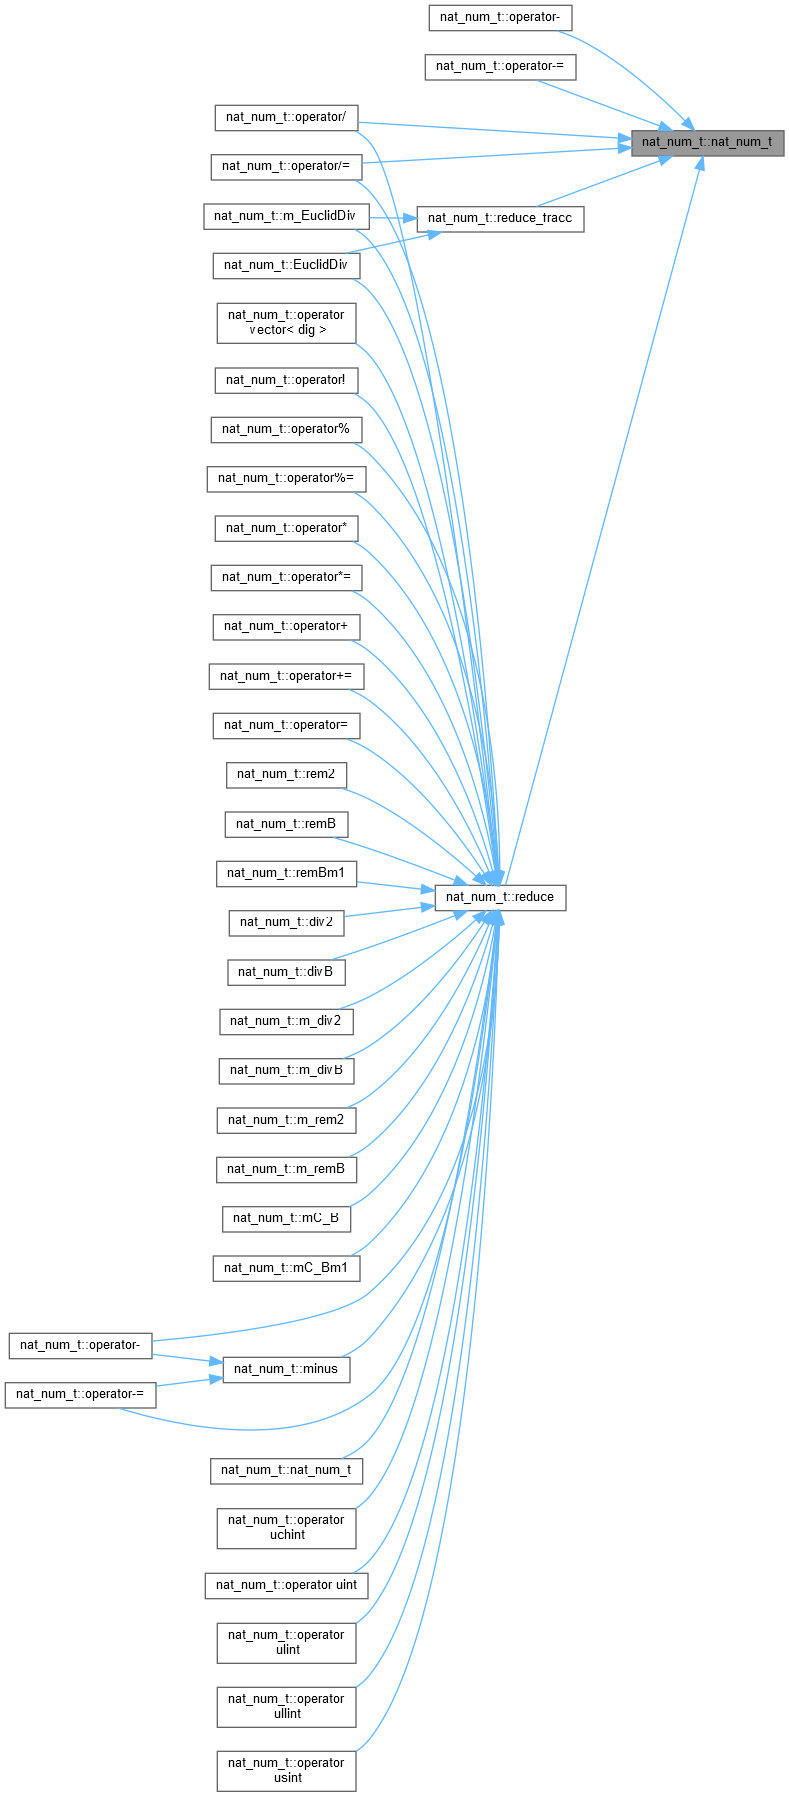 nat_num_t::operator-
nat_num_t::operator-=
nat_num_t::operator/
nat_num_t::nat_num_t
nat_num_t::operator/=
nat_num_t::m_EuclidDiv
nat_num_t::reduce_fracc
nat_num_t::EuclidDiv
nat_num_t::operator
vector< dig >
nat_num_t::operator!
nat_num_t::operator%
nat_num_t::operator%=
nat_num_t::operator*
nat_num_t::operator*=
nat_num_t::operator+
nat_num_t::operator+=
nat_num_t::operator=
nat_num_t::rem2
nat_num_t::remB
nat_num_t::remBm1
nat_num_t::reduce
nat_num_t::div2
nat_num_t::divB
nat_num_t::m_div2
nat_num_t::m_divB
nat_num_t::m_rem2
nat_num_t::m_remB
nat_num_t::mC_B
nat_num_t::mC_Bm1
nat_num_t::operator-
nat_num_t::minus
nat_num_t::operator-=
nat_num_t::nat_num_t
nat_num_t::operator
uchint
nat_num_t::operator uint
nat_num_t::operator
ulint
nat_num_t::operator
ullint
nat_num_t::operator
usint